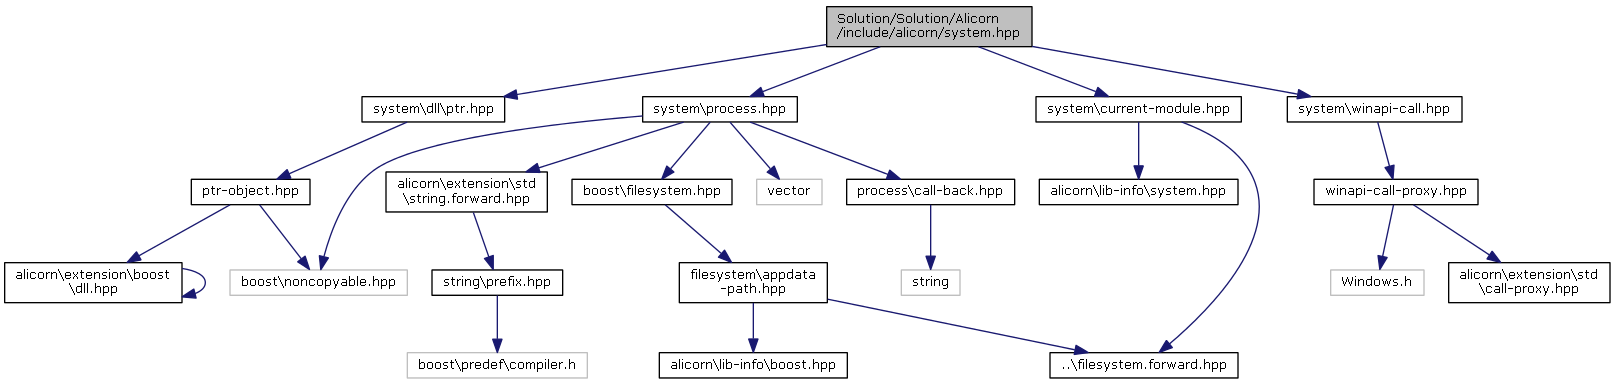 Solution/Solution/Alicorn
/include/alicorn/system.hpp
system\dll\ptr.hpp
system\process.hpp
system\current-module.hpp
system\winapi-call.hpp
ptr-object.hpp
alicorn\extension\std
\string.forward.hpp
boost\filesystem.hpp
vector
process\call-back.hpp
alicorn\lib-info\system.hpp
winapi-call-proxy.hpp
alicorn\extension\boost
\dll.hpp
boost\noncopyable.hpp
string\prefix.hpp
filesystem\appdata
-path.hpp
string
Windows.h
alicorn\extension\std
\call-proxy.hpp
boost\predef\compiler.h
alicorn\lib-info\boost.hpp
..\filesystem.forward.hpp